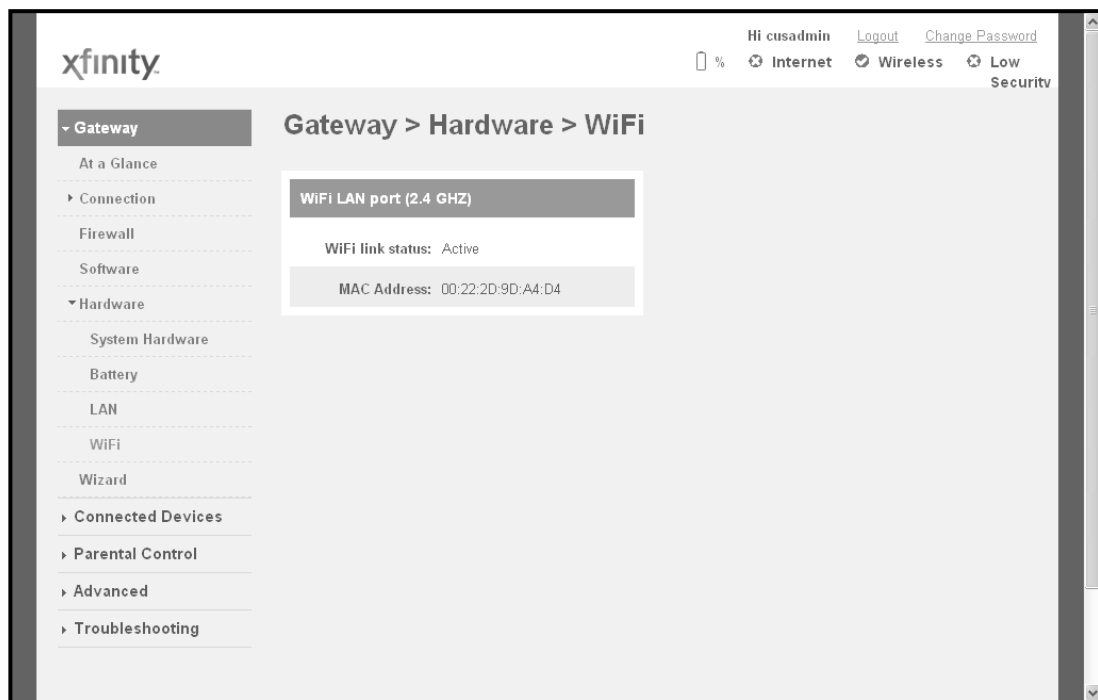 xfinity
Hi cusadmin Logout Change Password
% Internet Wireless Low Security
Gateway
At a Glance
Connection
Firewall
Software
Hardware
System Hardware
Battery
LAN
WiFi
Wizard
Connected Devices
Parental Control
Advanced
Troubleshooting
Gateway > Hardware > WiFi
WiFi LAN port (2.4 GHZ)
WiFi link status: Active
MAC Address: 00:22:2D:9D:A4:D4